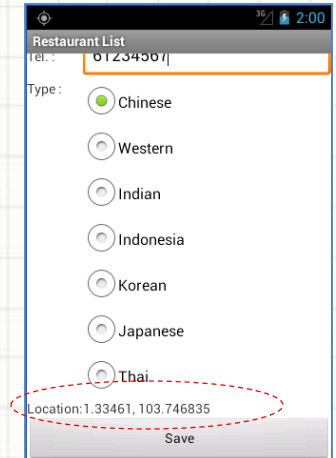 3G 2:00
Restaurant List
Tel. : 61234567
Type : Chinese
Western
Indian
Indonesia
Korean
Japanese
Thai
Location:1.33461, 103.746835
Save